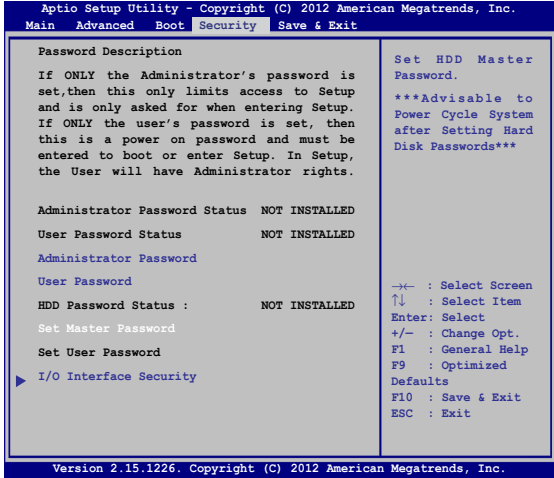 Aptio Setup Utility - Copyright (C) 2012 American Megatrends, Inc.
Main Advanced Boot Security Save & Exit
Password Description
If ONLY the Administrator's password is
set,then this only limits access to Setup
and is only asked for when entering Setup.
If ONLY the user's password is set, then
this is a power on password and must be
entered to boot or enter Setup. In Setup,
the User will have Administrator rights.
Administrator Password Status NOT INSTALLED
User Password Status NOT INSTALLED
Administrator Password
User Password
HDD Password Status : NOT INSTALLED
Set Master Password
Set User Password
I/O Interface Security
Set HDD Master
Password.
***Advisable to
Power Cycle System
after Setting Hard
Disk Passwords***
→← : Select Screen
↑↓ : Select Item
Enter: Select
+/— : Change Opt.
F1 : General Help
F9 : Optimized
Defaults
F10 : Save & Exit
ESC : Exit
Version 2.15.1226. Copyright (C) 2012 American Megatrends, Inc.